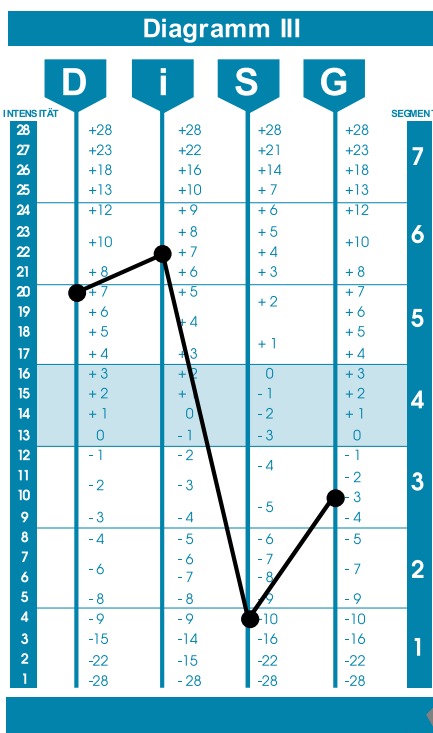 Diagramm III
D i S G
INTENSITÄT SEGMENT
28 +28 +28 +28 +28
27 +23 +22 +21 +23 7
26 +18 +16 +14 +18
25 +13 +10 + 7 +13
24 +12 + 9 + 6 +12
23 + 8 + 5 6
+10 +10
22 + 7 + 4
21 + 8 + 6 + 3 + 8
20 + 7 + 5 + 7
+ 2
19 + 6 + 6 5
+ 4
18 + 5 + 5
+ 1
17 + 4 + 3 + 4
16 + 3 + 2 0 + 3
15 + 2 + - 1 + 2 4
14 + 1 0 - 2 + 1
13 0 - 1 - 3 0
12 - 1 - 2 - 1
- 4
11 - 2 3
- 2 - 3
10 - 3
- 5
9 - 3 - 4 - 4
8 - 4 - 5 - 6 - 5
7 - 6 - 7 2
- 6 - 7
6 - 7 - 8
5 - 8 - 8 - 9 - 9
4 - 9 - 9 -10 -10
3 -15 -14 -16 -16 1
2 -22 -15 -22 -22
1 -28 - 28 -28 -28